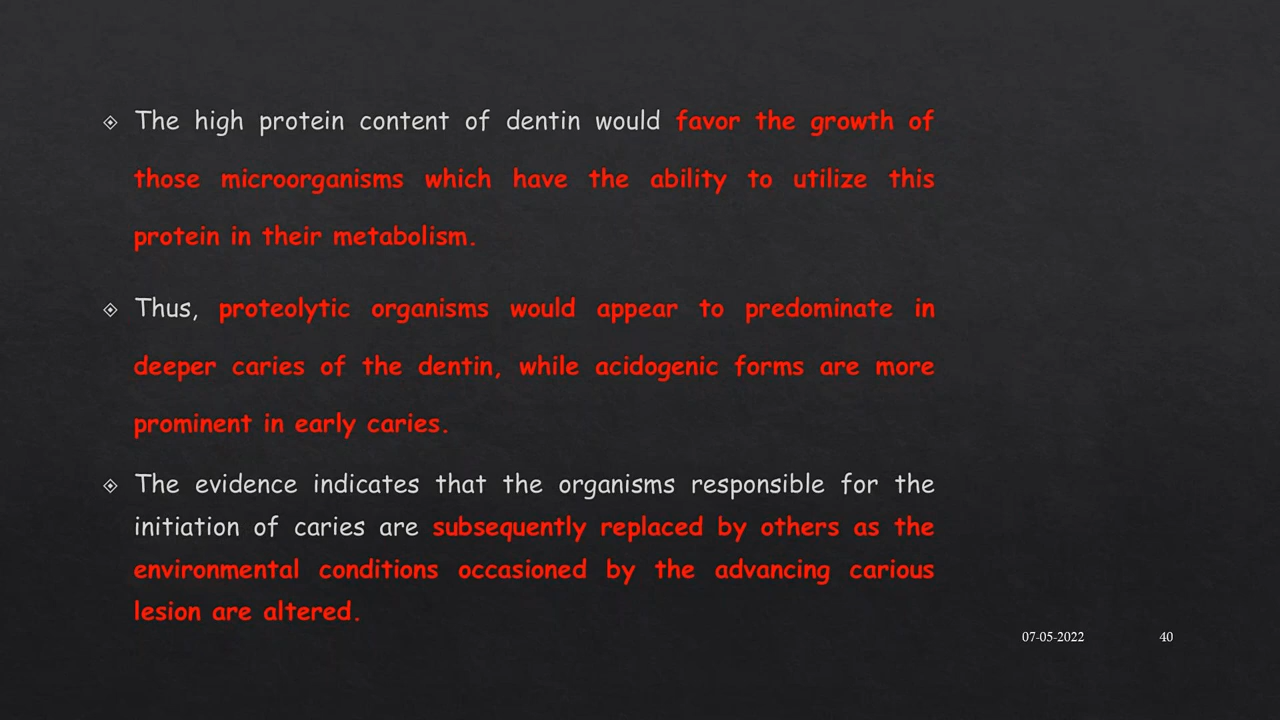 The high protein content of dentin would favor the growth of
those microorganisms which have the ability to utilize this
protein in their metabolism.
Thus, proteolytic organisms would appear to predominate in
deeper caries of the dentin, while acidogenic forms are more
prominent in early caries.
The evidence indicates that the organisms responsible for the
initiation of caries are subsequently replaced by others as the
environmental conditions occasioned by the advancing carious
lesion are altered.
07-05-2022 40